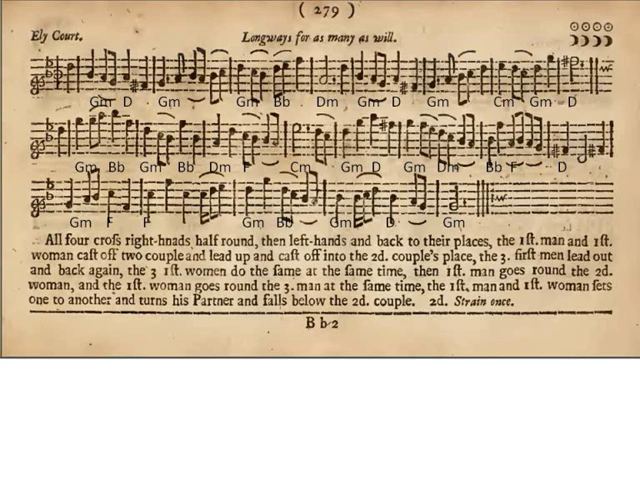 ( 279 )
Ely Court.
Longways for as many as will.
Gm D Gm Gm Bb Dm Gm D Gm Cm Gm D
Gm Bb Gm Bb Dm F Cm Gm D Gm Dm Bb F D
Gm F F Gm Bb Gm D Gm
All four croſs right-hnads half round, then left-hands and back to their places, the 1ſt. man and 1ſt.
woman caſt off two couple and lead up and caſt off into the 2d. couple's place, the 3. firſt men lead out
and back again, the 3 1ſt. women do the ſame at the ſame time, then 1ſt. man goes round the 2d.
woman, and the 1ſt. woman goes round the 3. man at the ſame time, the 1ſt. man and 1ſt. woman ſets
one to another and turns his Partner and falls below the 2d. couple. 2d. Strain once.
B b 2